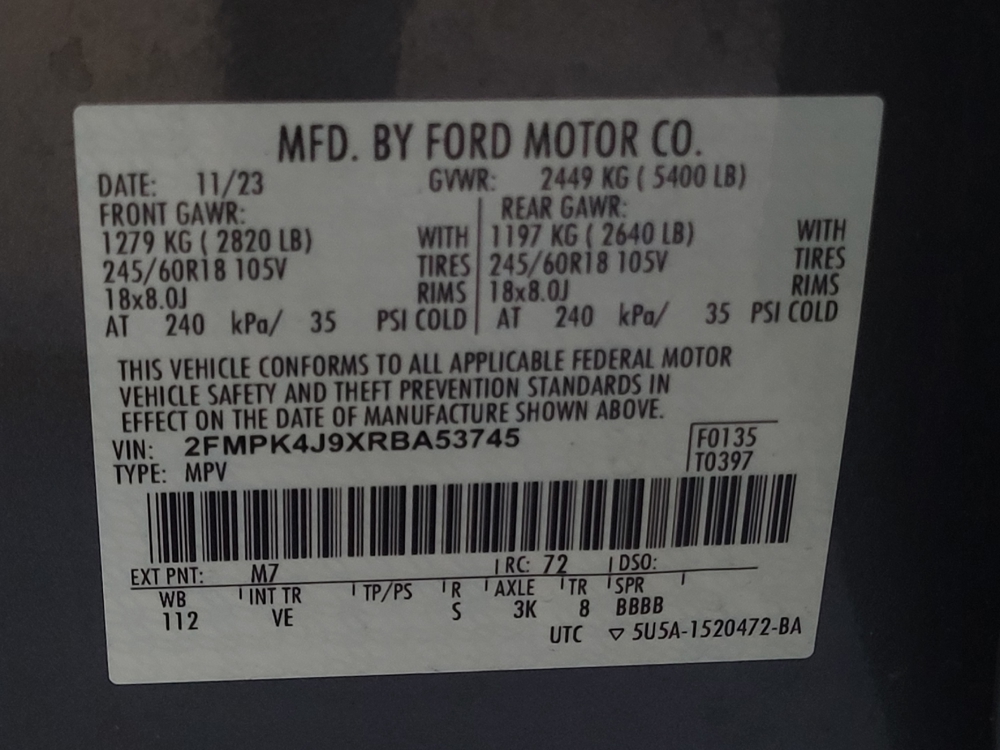 MFD. BY FORD MOTOR CO.
DATE: 11/23 GVWR: 2449 KG ( 5400 LB)
FRONT GAWR: REAR GAWR:
1279 KG ( 2820 LB) WITH 1197 KG ( 2640 LB) WITH
245/60R18 105V TIRES 245/60R18 105V TIRES
18x8.0J RIMS 18x8.0J RIMS
AT 240 kPa/ 35 PSI COLD AT 240 kPa/ 35 PSI COLD
THIS VEHICLE CONFORMS TO ALL APPLICABLE FEDERAL MOTOR
VEHICLE SAFETY AND THEFT PREVENTION STANDARDS IN
EFFECT ON THE DATE OF MANUFACTURE SHOWN ABOVE.
VIN: 2FMPK4J9XRBA53745 F0135
TYPE: MPV T0397
EXT PNT: M7 RC: 72 DSO:
WB INT TR TP/PS R AXLE TR SPR
112 VE S 3K 8 BBBB
UTC ▽ 5U5A-1520472-BA